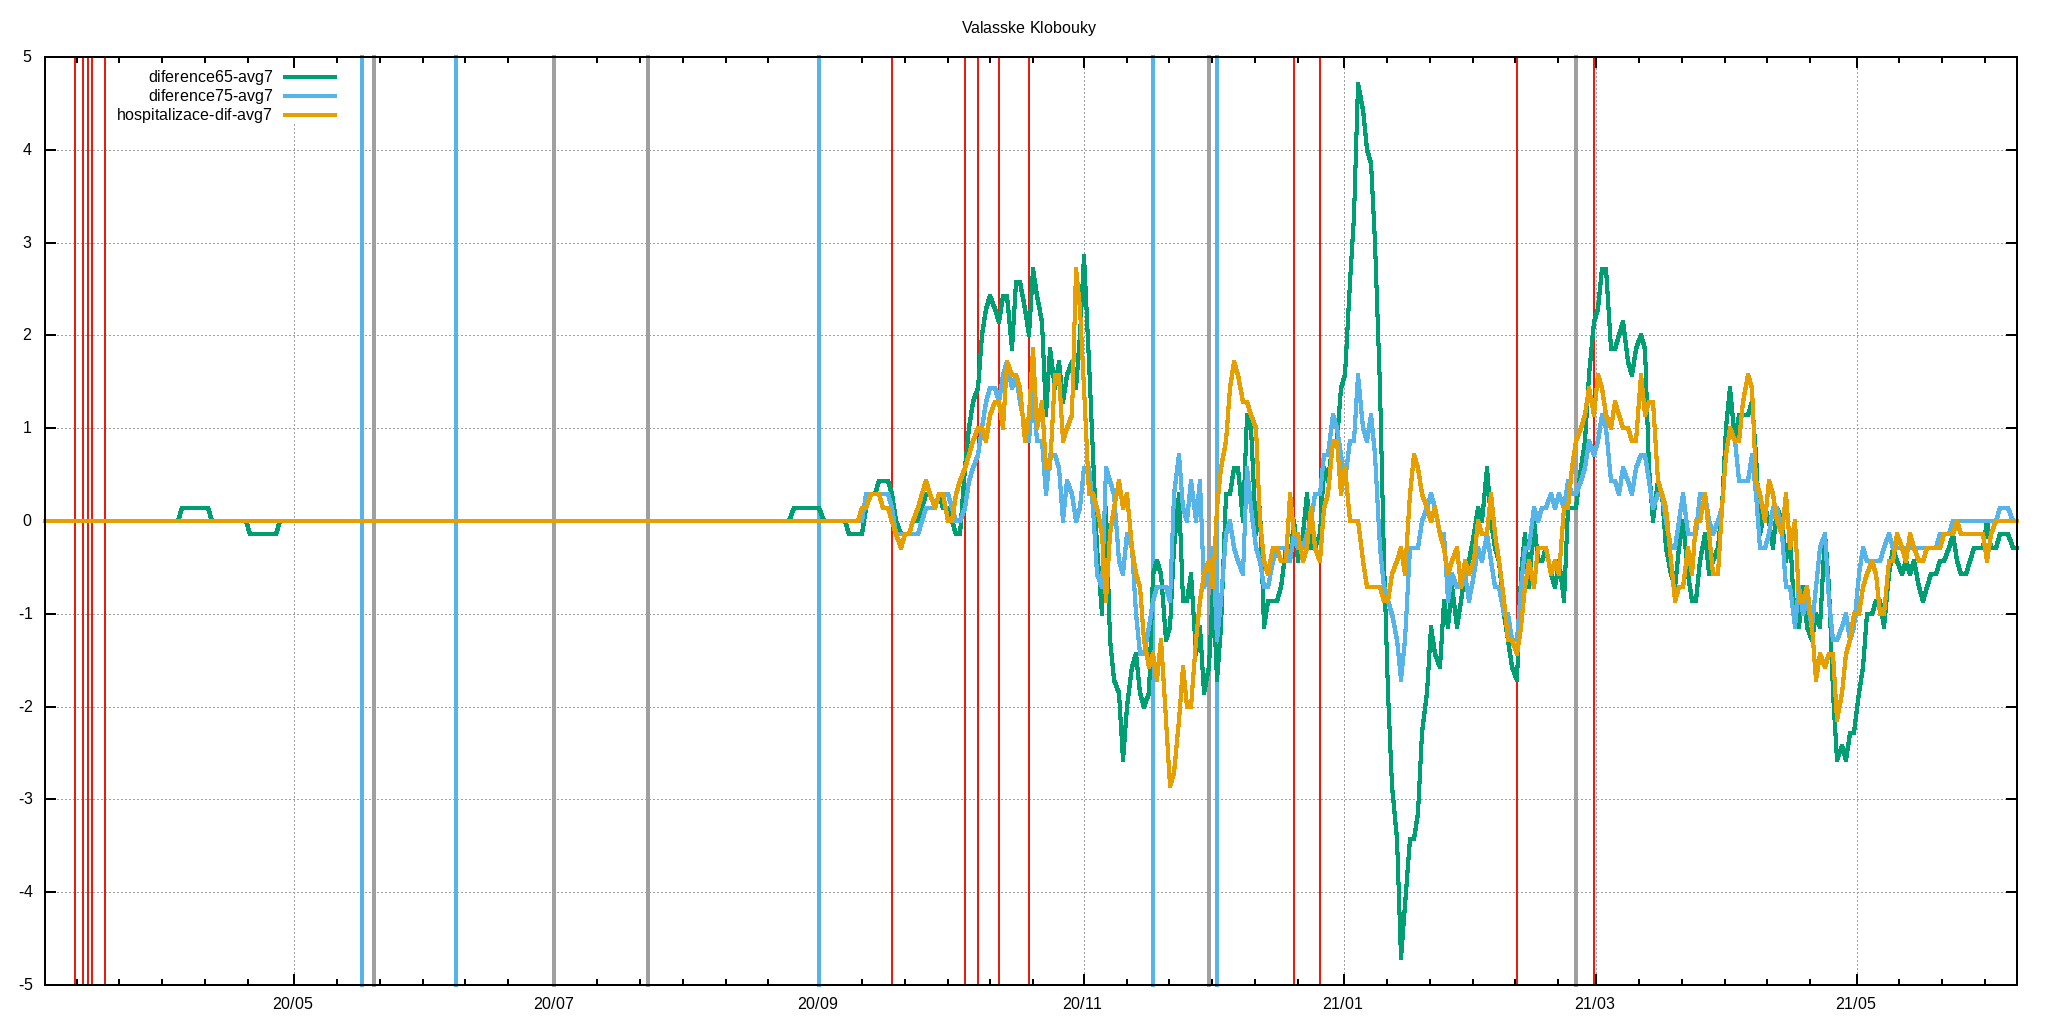 Valasske Klobouky
diference65-avg7
diference75-avg7
hospitalizace-dif-avg7
5
4
3
2
1
0
-1
-2
-3
-4
-5
20/05 20/07 20/09 20/11 21/01 21/03 21/05